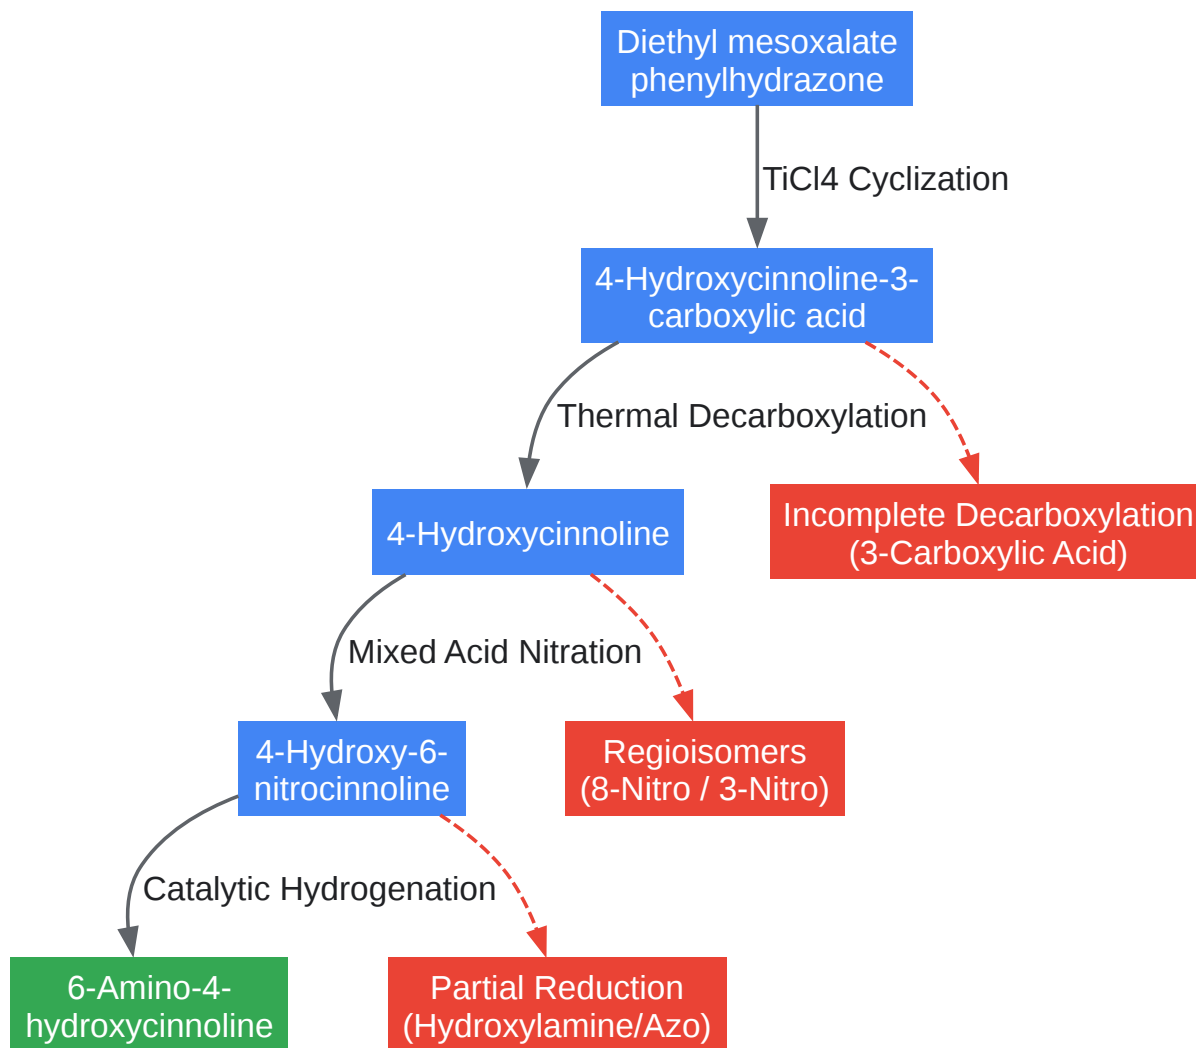 Diethyl mesoxalate
phenylhydrazone
TiCl4 Cyclization
4-Hydroxycinnoline-3-
carboxylic acid
Thermal Decarboxylation
4-Hydroxycinnoline
Incomplete Decarboxylation
(3-Carboxylic Acid)
Mixed Acid Nitration
4-Hydroxy-6-
nitrocinnoline
Regioisomers
(8-Nitro / 3-Nitro)
Catalytic Hydrogenation
6-Amino-4-
hydroxycinnoline
Partial Reduction
(Hydroxylamine/Azo)